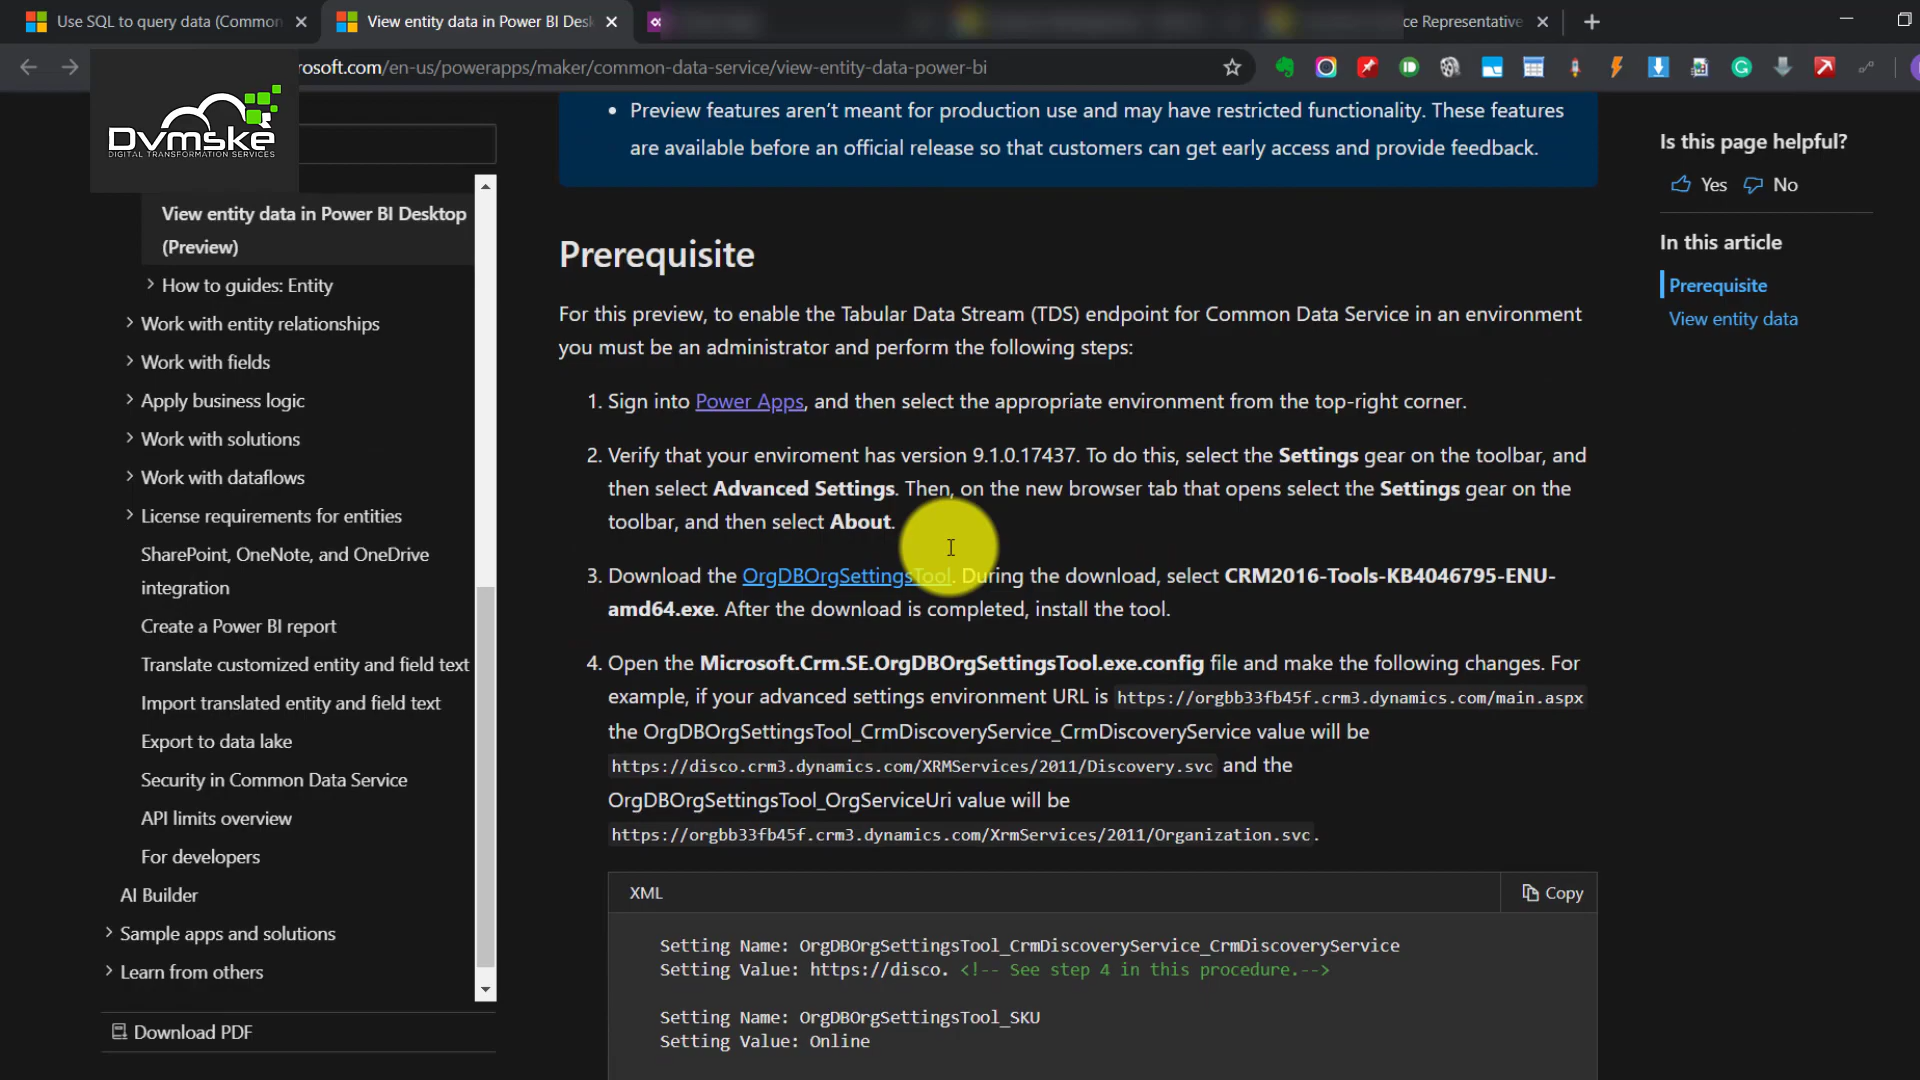 Use SQL to query data (Common
View entity data in Power BI Desk
ce Representative
rosoft.com/en-us/powerapps/maker/common-data-service/view-entity-data-power-bi
Dvmske
DIGITAL TRANSFORMATION SERVICES
View entity data in Power BI Desktop
(Preview)
How to guides: Entity
Work with entity relationships
Work with fields
Apply business logic
Work with solutions
Work with dataflows
License requirements for entities
SharePoint, OneNote, and OneDrive
integration
Create a Power BI report
Translate customized entity and field text
Import translated entity and field text
Export to data lake
Security in Common Data Service
API limits overview
For developers
AI Builder
Sample apps and solutions
Learn from others
Download PDF
• Preview features aren't meant for production use and may have restricted functionality. These features
are available before an official release so that customers can get early access and provide feedback.
Prerequisite
For this preview, to enable the Tabular Data Stream (TDS) endpoint for Common Data Service in an environment
you must be an administrator and perform the following steps:
1. Sign into Power Apps, and then select the appropriate environment from the top-right corner.
2. Verify that your enviroment has version 9.1.0.17437. To do this, select the Settings gear on the toolbar, and
then select Advanced Settings. Then, on the new browser tab that opens select the Settings gear on the
toolbar, and then select About.
3. Download the OrgDBOrgSettingsTool. During the download, select CRM2016-Tools-KB4046795-ENU-
amd64.exe. After the download is completed, install the tool.
4. Open the Microsoft.Crm.SE.OrgDBOrgSettingsTool.exe.config file and make the following changes. For
example, if your advanced settings environment URL is https://orgbb33fb45f.crm3.dynamics.com/main.aspx
the OrgDBOrgSettingsTool_CrmDiscoveryService_CrmDiscoveryService value will be
https://disco.crm3.dynamics.com/XRMServices/2011/Discovery.svc and the
OrgDBOrgSettingsTool_OrgServiceUri value will be
https://orgbb33fb45f.crm3.dynamics.com/XrmServices/2011/Organization.svc.
XML
Copy
Setting Name: OrgDBOrgSettingsTool_CrmDiscoveryService_CrmDiscoveryService
Setting Value: https://disco. <!-- See step 4 in this procedure.-->
Setting Name: OrgDBOrgSettingsTool_SKU
Setting Value: Online
Is this page helpful?
Yes No
In this article
Prerequisite
View entity data